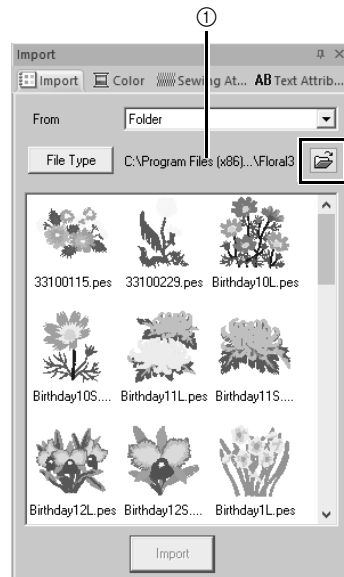 ①
Import
Import Color Sewing At... AB Text Attrib...
From Folder
File Type C:\Program Files (x86)...\Floral3
33100115.pes 33100229.pes Birthday10L.pes
Birthday10S.... Birthday11L.pes Birthday11S....
Birthday12L.pes Birthday12S.... Birthday1L.pes
Import